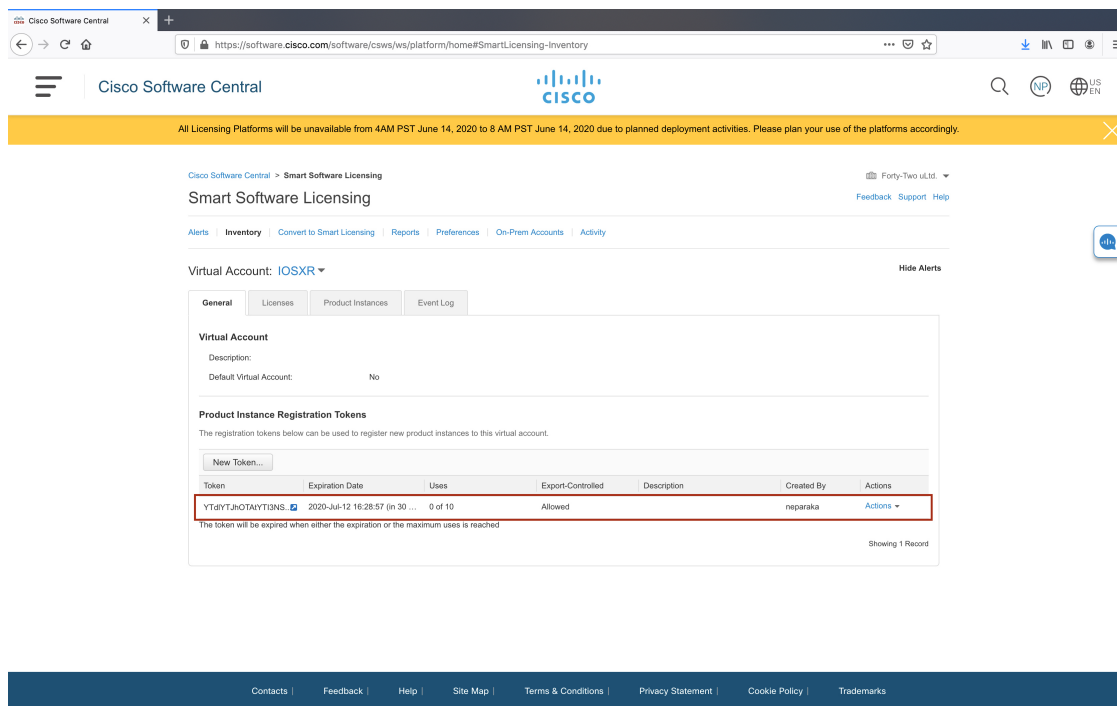 Cisco Software Central
https://software.cisco.com/software/csws/ws/platform/home#SmartLicensing-Inventory
Cisco Software Central
CISCO
NP
US
EN
All Licensing Platforms will be unavailable from 4AM PST June 14, 2020 to 8 AM PST June 14, 2020 due to planned deployment activities. Please plan your use of the platforms accordingly.
Cisco Software Central > Smart Software Licensing
Forty-Two uLtd.
Smart Software Licensing
Feedback Support Help
Alerts | Inventory | Convert to Smart Licensing | Reports | Preferences | On-Prem Accounts | Activity
Virtual Account: IOSXR
Hide Alerts
General Licenses Product Instances Event Log
Virtual Account
Description:
Default Virtual Account: No
Product Instance Registration Tokens
The registration tokens below can be used to register new product instances to this virtual account.
New Token...
Token Expiration Date Uses Export-Controlled Description Created By Actions
2020-Jul-12 16:28:57 (in 30 ... 0 of 10 Allowed neparaka Actions
The token will be expired when either the expiration or the maximum uses is reached
Showing 1 Record
Contacts | Feedback | Help | Site Map | Terms & Conditions | Privacy Statement | Cookie Policy | Trademarks